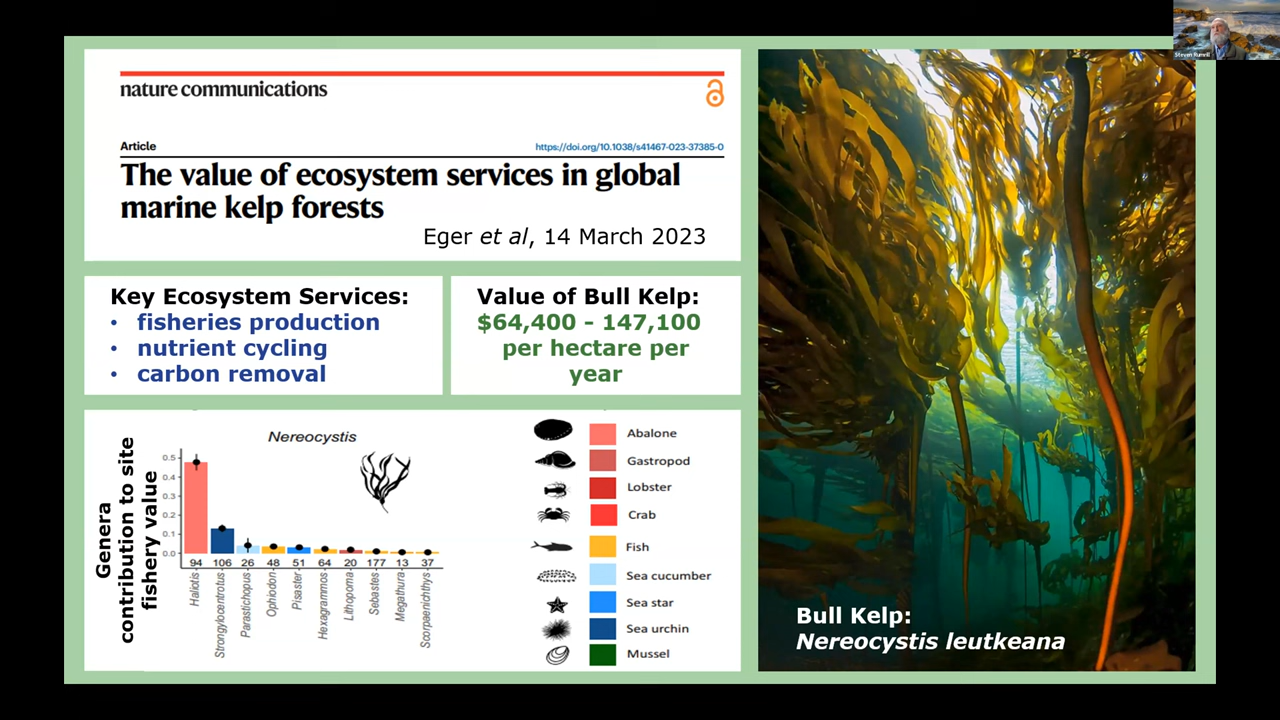 nature communications
Article
https://doi.org/10.1038/s41467-023-37385-0
The value of ecosystem services in global
marine kelp forests
Eger et al, 14 March 2023
Key Ecosystem Services:
• fisheries production
• nutrient cycling
• carbon removal
Value of Bull Kelp:
$64,400 - 147,100
per hectare per
year
Genera
contribution to site
fishery value
Nereocystis
0.5
0.4
0.3
0.2
0.1
0.0
94 106 26 48 51 64 20 177 13 37
Haliotis
Strongylocentrotus
Parastichopus
Ophiodon
Pisaster
Hexagrammos
Lithopoma
Sebastes
Megathura
Scorpaenichthys
Abalone
Gastropod
Lobster
Crab
Fish
Sea cucumber
Sea star
Sea urchin
Mussel
Bull Kelp:
Nereocystis leutkeana
Steven Rumrill